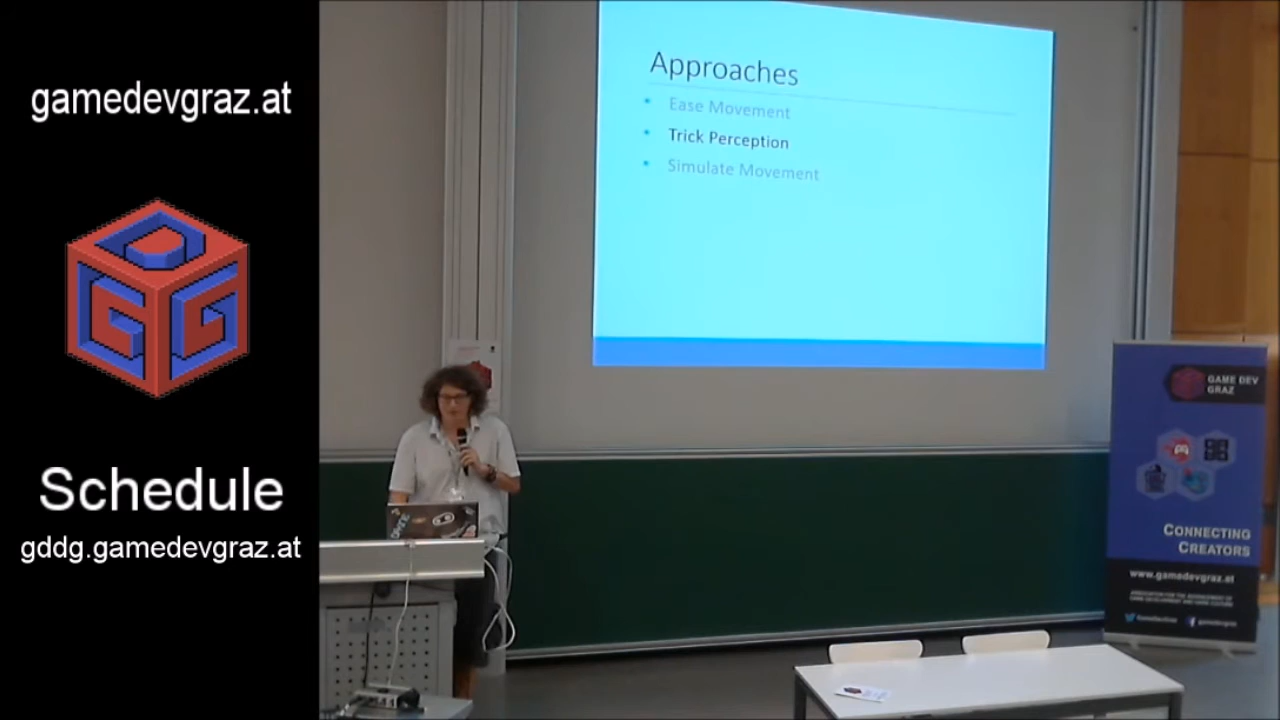 gamedevgraz.at
Schedule
gddg.gamedevgraz.at
Approaches
Ease Movement
Trick Perception
Simulate Movement
GAME DEV
GRAZ
CONNECTING
CREATORS
www.gamedevgraz.at
gamedevgraz